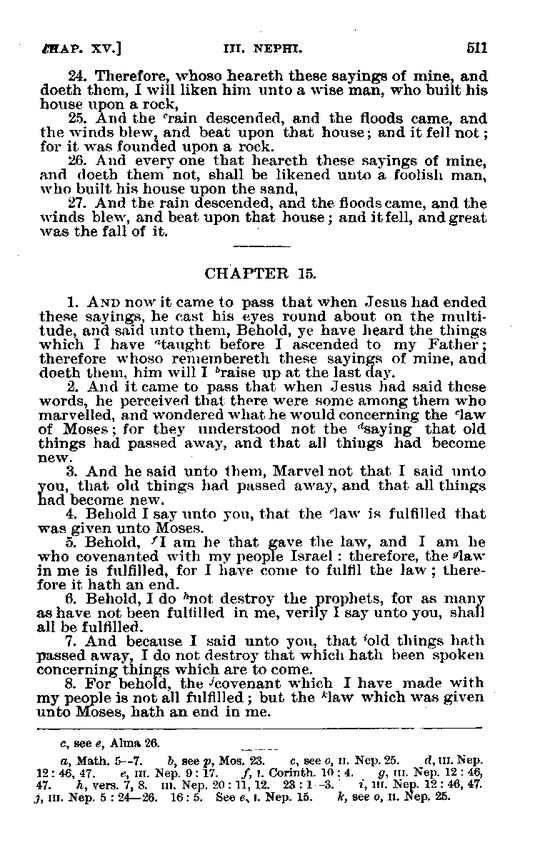 CHAP. XV.] III. NEPHI. 511
24. Therefore, whoso heareth these sayings of mine, and
doeth them, I will liken him unto a wise man, who built his
house upon a rock,
25. And the ᵉrain descended, and the floods came, and
the winds blew, and beat upon that house; and it fell not;
for it was founded upon a rock.
26. And every one that heareth these sayings of mine,
and doeth them not, shall be likened unto a foolish man,
who built his house upon the sand,
27. And the rain descended, and the floods came, and the
winds blew, and beat upon that house; and it fell, and great
was the fall of it.
CHAPTER 15.
1. AND now it came to pass that when Jesus had ended
these sayings, he cast his eyes round about on the multi-
tude, and said unto them, Behold, ye have heard the things
which I have ᵃtaught before I ascended to my Father;
therefore whoso remembereth these sayings of mine, and
doeth them, him will I ᵇraise up at the last day.
2. And it came to pass that when Jesus had said these
words, he perceived that there were some among them who
marvelled, and wondered what he would concerning the ᶜlaw
of Moses; for they understood not the ᵈsaying that old
things had passed away, and that all things had become
new.
3. And he said unto them, Marvel not that I said unto
you, that old things had passed away, and that all things
had become new.
4. Behold I say unto you, that the ᵉlaw is fulfilled that
was given unto Moses.
5. Behold, ᶠI am he that gave the law, and I am he
who covenanted with my people Israel: therefore, the ᵍlaw
in me is fulfilled, for I have come to fulfil the law; there-
fore it hath an end.
6. Behold, I do ʰnot destroy the prophets, for as many
as have not been fulfilled in me, verily I say unto you, shall
all be fulfilled.
7. And because I said unto you, that ⁱold things hath
passed away, I do not destroy that which hath been spoken
concerning things which are to come.
8. For behold, the ʲcovenant which I have made with
my people is not all fulfilled; but the ᵏlaw which was given
unto Moses, hath an end in me.
c, see e, Alma 26.
a, Math. 5--7. b, see p, Mos. 23. c, see o, II. Nep. 25. d, III. Nep.
12 : 46, 47. e, III. Nep. 9 : 17. f, I. Corinth. 10 : 4. g, III. Nep. 12 : 46,
47. h, vers. 7, 8. III. Nep. 20 : 11, 12. 23 : 1--3. i, III. Nep. 12 : 46, 47.
j, III. Nep. 5 : 24--26. 16 : 5. See e, I. Nep. 15. k, see o, II. Nep. 25.